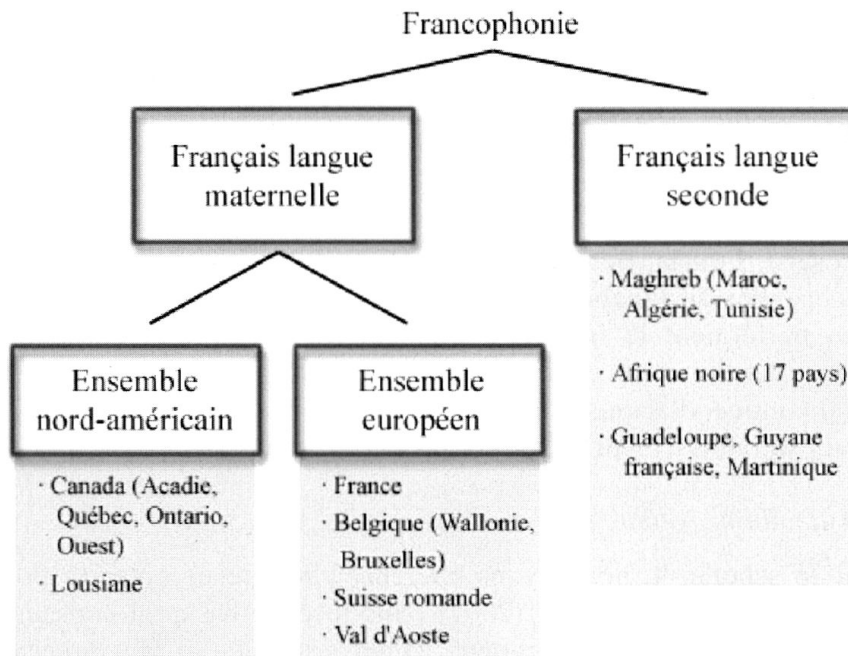 Francophonie
Français langue
maternelle
Français langue
seconde
· Maghreb (Maroc,
Algérie, Tunisie)
· Afrique noire (17 pays)
· Guadeloupe, Guyane
française, Martinique
Ensemble
nord-américain
· Canada (Acadie,
Québec, Ontario,
Ouest)
· Lousiane
Ensemble
européen
· France
· Belgique (Wallonie,
Bruxelles)
· Suisse romande
· Val d'Aoste